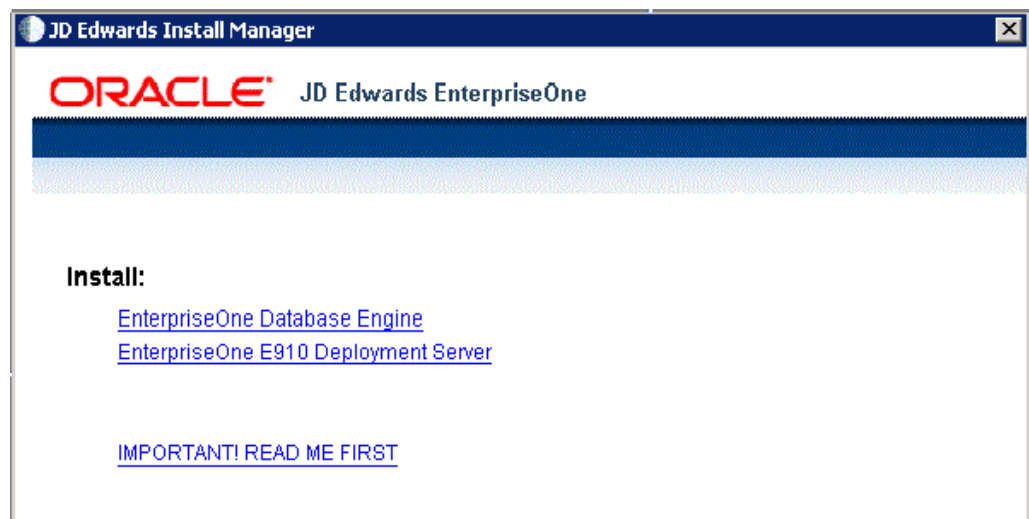 JD Edwards Install Manager
ORACLE JD Edwards EnterpriseOne
Install:
EnterpriseOne Database Engine
EnterpriseOne E910 Deployment Server
IMPORTANT! READ ME FIRST